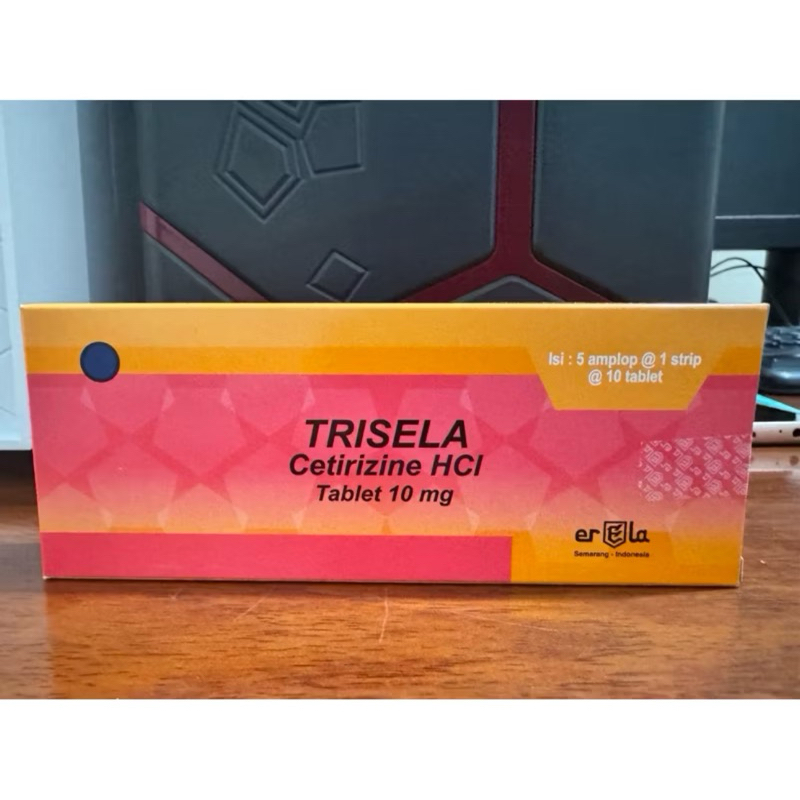 Isi : 5 amplop @ 1 strip
@ 10 tablet
TRISELA
Cetirizine HCl
Tablet 10 mg
erela
Semarang - Indonesia